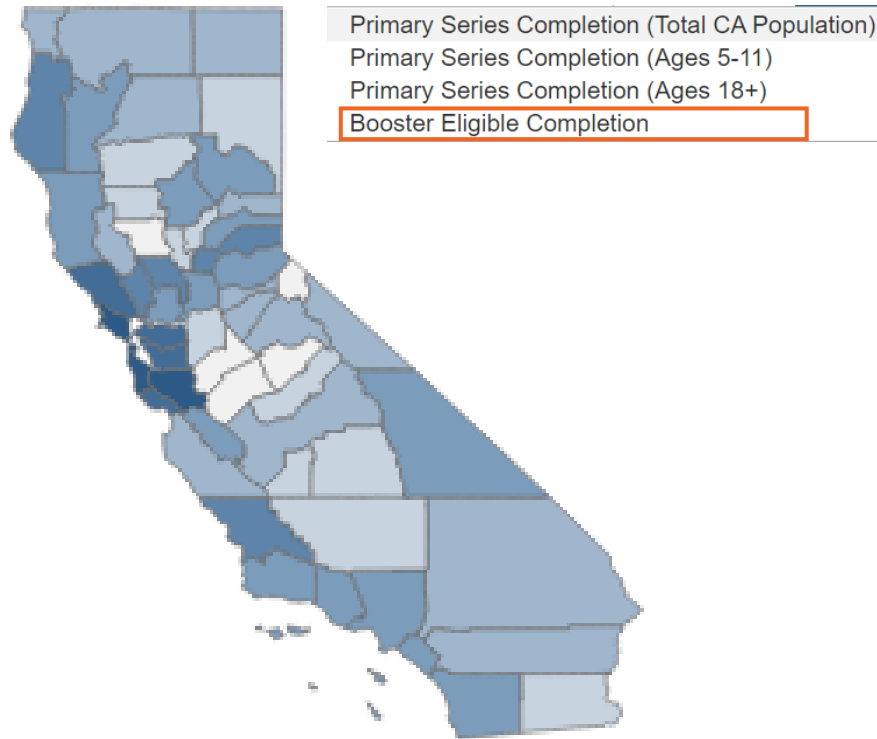 Primary Series Completion (Total CA Population)
Primary Series Completion (Ages 5-11)
Primary Series Completion (Ages 18+)
Booster Eligible Completion